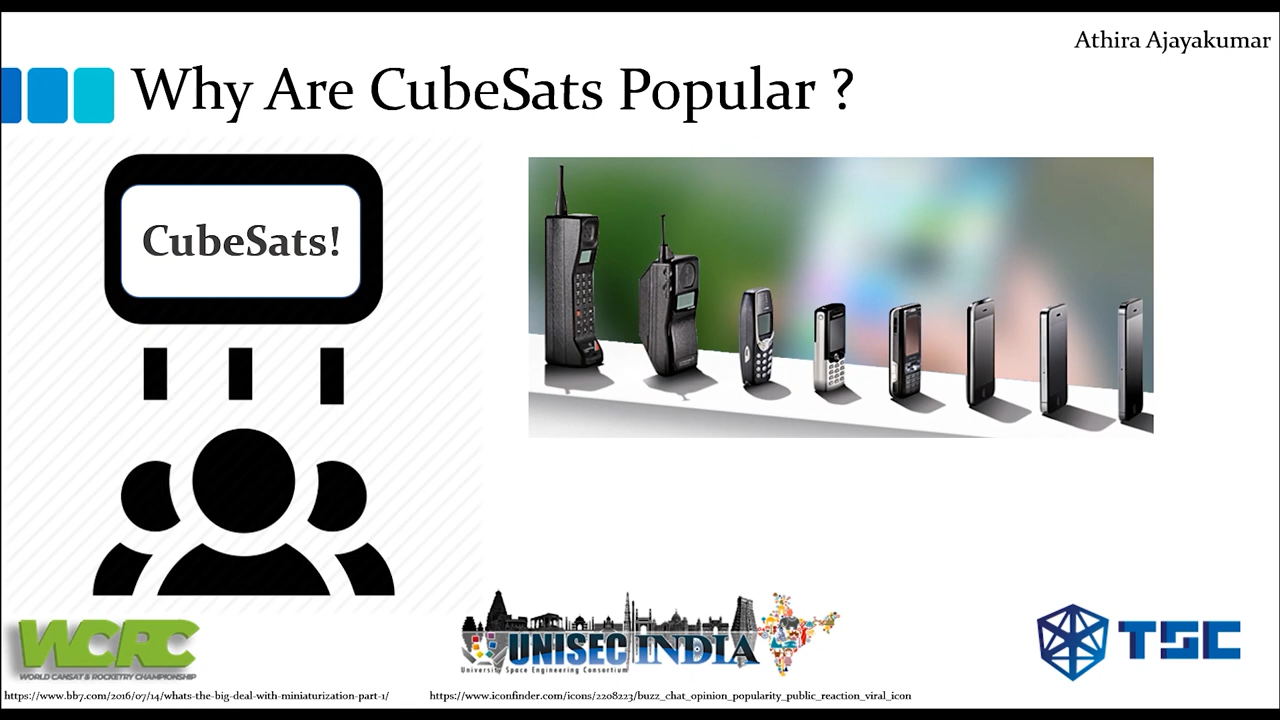 Athira Ajayakumar
Why Are CubeSats Popular ?
CubeSats!
WCRC
WORLD CANSAT & ROCKETRY CHAMPIONSHIP
UNISEC INDIA
University Space Engineering Consortium
TSC
https://www.bb7.com/2016/07/14/whats-the-big-deal-with-miniaturization-part-1/
https://www.iconfinder.com/icons/2208223/buzz_chat_opinion_popularity_public_reaction_viral_icon